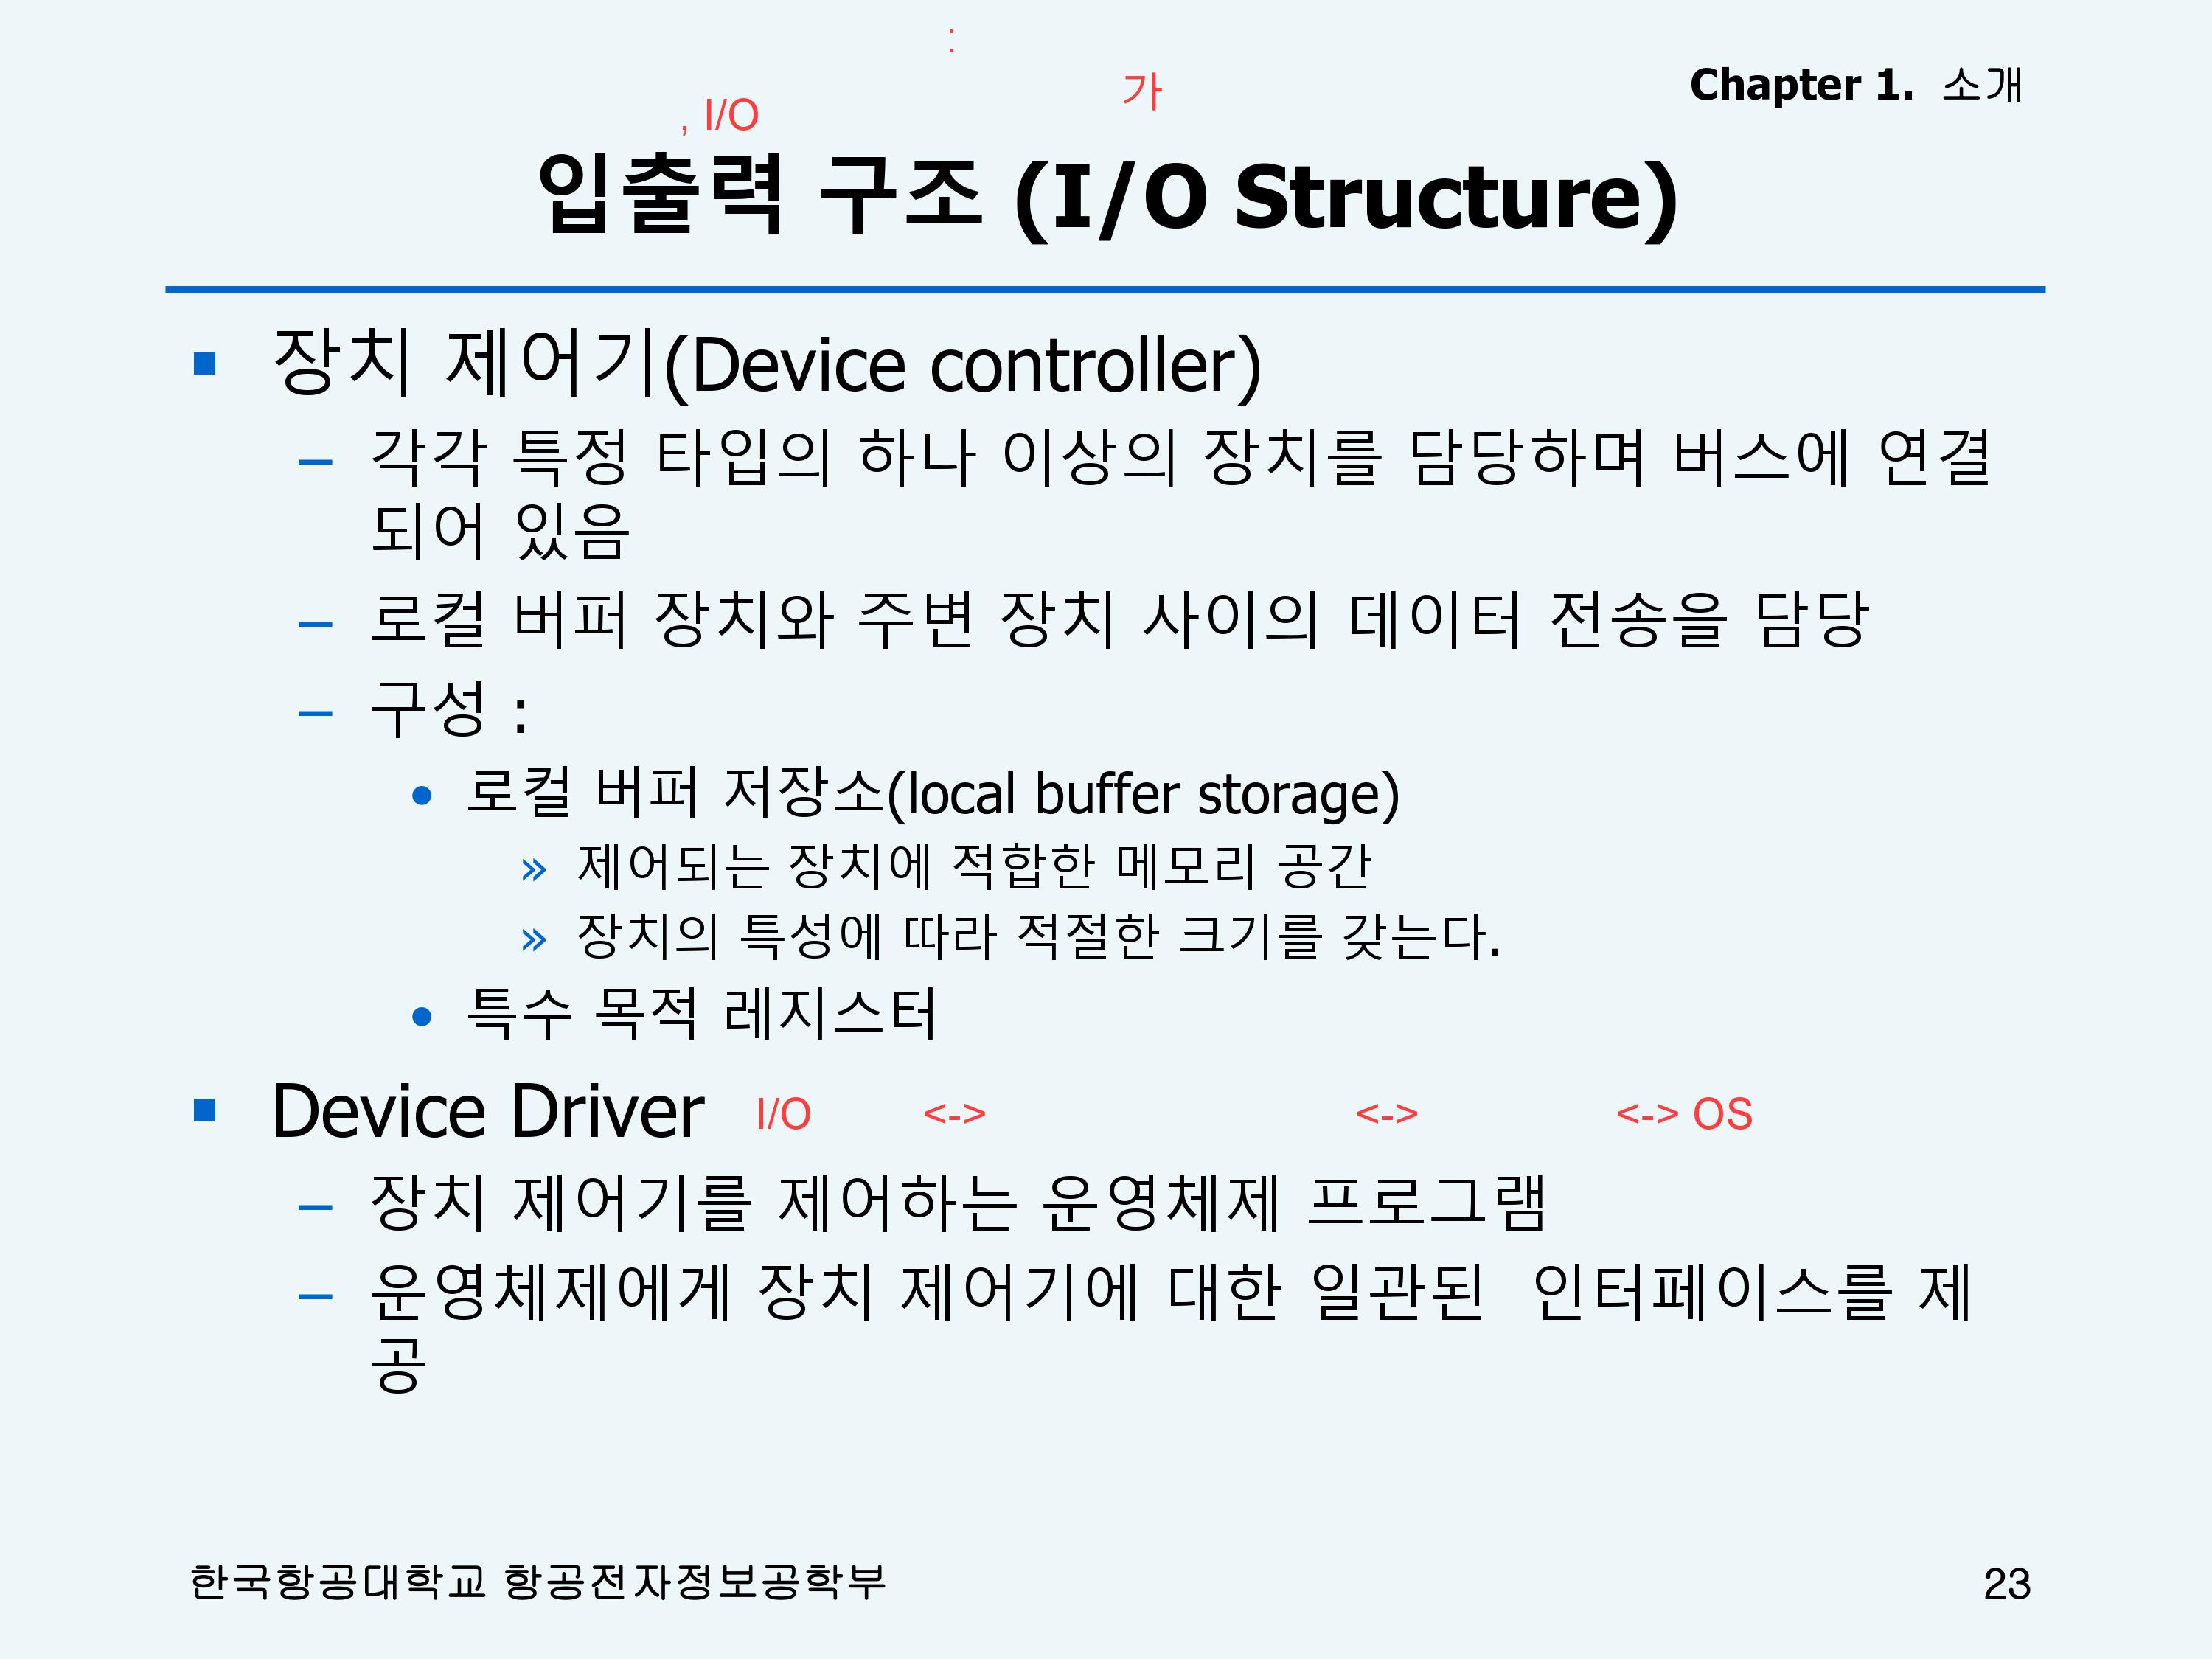 :
가
Chapter 1. 소개
, I/O
입출력 구조 (I/O Structure)
장치 제어기(Device controller)
– 각각 특정 타입의 하나 이상의 장치를 담당하며 버스에 연결
되어 있음
– 로컬 버퍼 장치와 주변 장치 사이의 데이터 전송을 담당
– 구성 :
• 로컬 버퍼 저장소(local buffer storage)
» 제어되는 장치에 적합한 메모리 공간
» 장치의 특성에 따라 적절한 크기를 갖는다.
• 특수 목적 레지스터
Device Driver I/O <-> <-> <-> OS
– 장치 제어기를 제어하는 운영체제 프로그램
– 운영체제에게 장치 제어기에 대한 일관된 인터페이스를 제
공
한국항공대학교 항공전자정보공학부
23